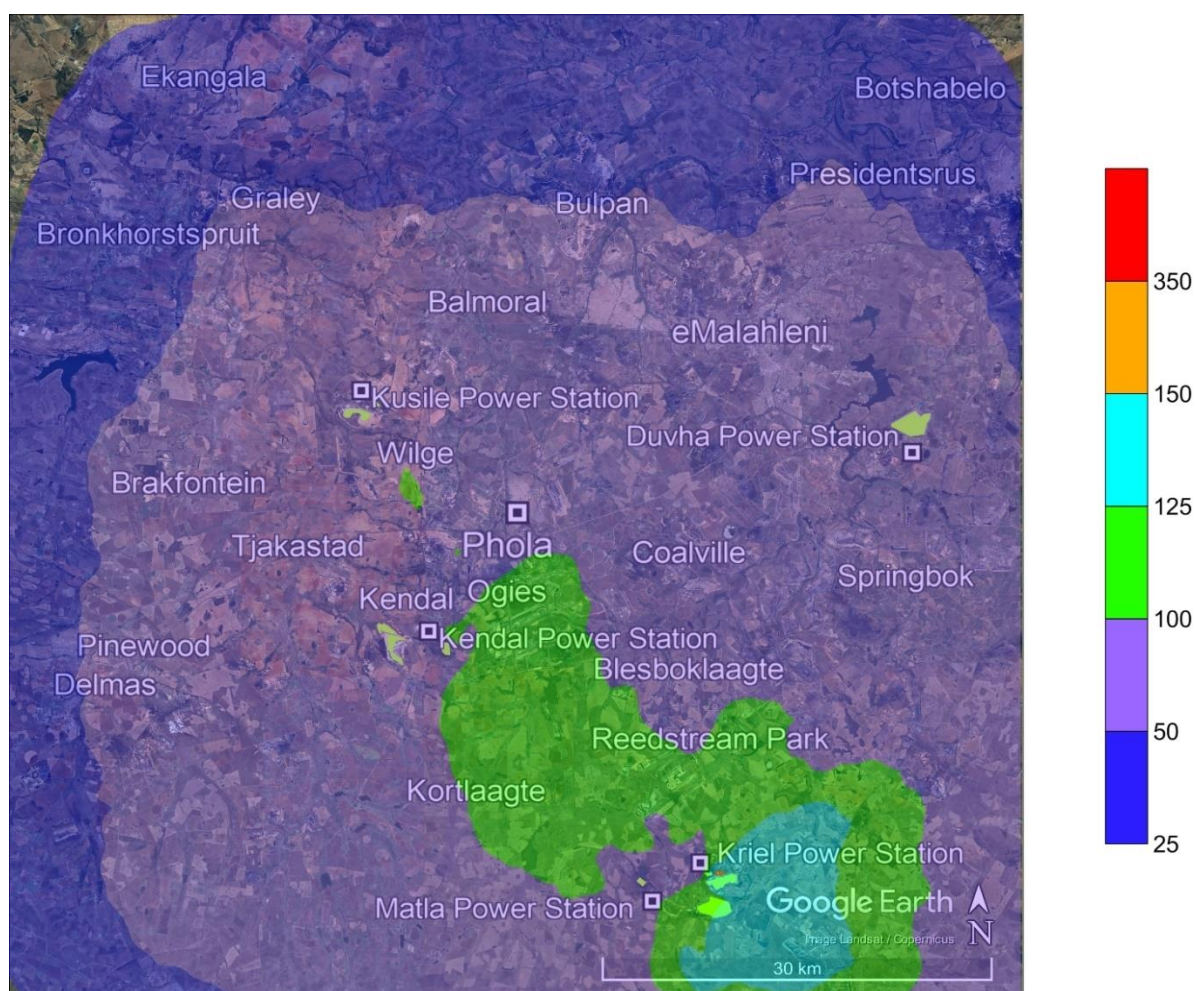 Ekangala
Botshabelo
Presidentsrus
Graley
Bulpan
Bronkhorstspruit
350
Balmoral
eMalahleni
Kusile Power Station
150
Duvha Power Station
Wilge
Brakfontein
125
Phola
Tjakastad
Coalville
Springbok
Ogies
Kendal
100
Kendal Power Station
Pinewood
Blesboklaagte
Delmas
50
Reedstream Park
Kortlaagte
25
Kriel Power Station
Google Earth
Matla Power Station
N
Image Landsat / Copernicus
30 km